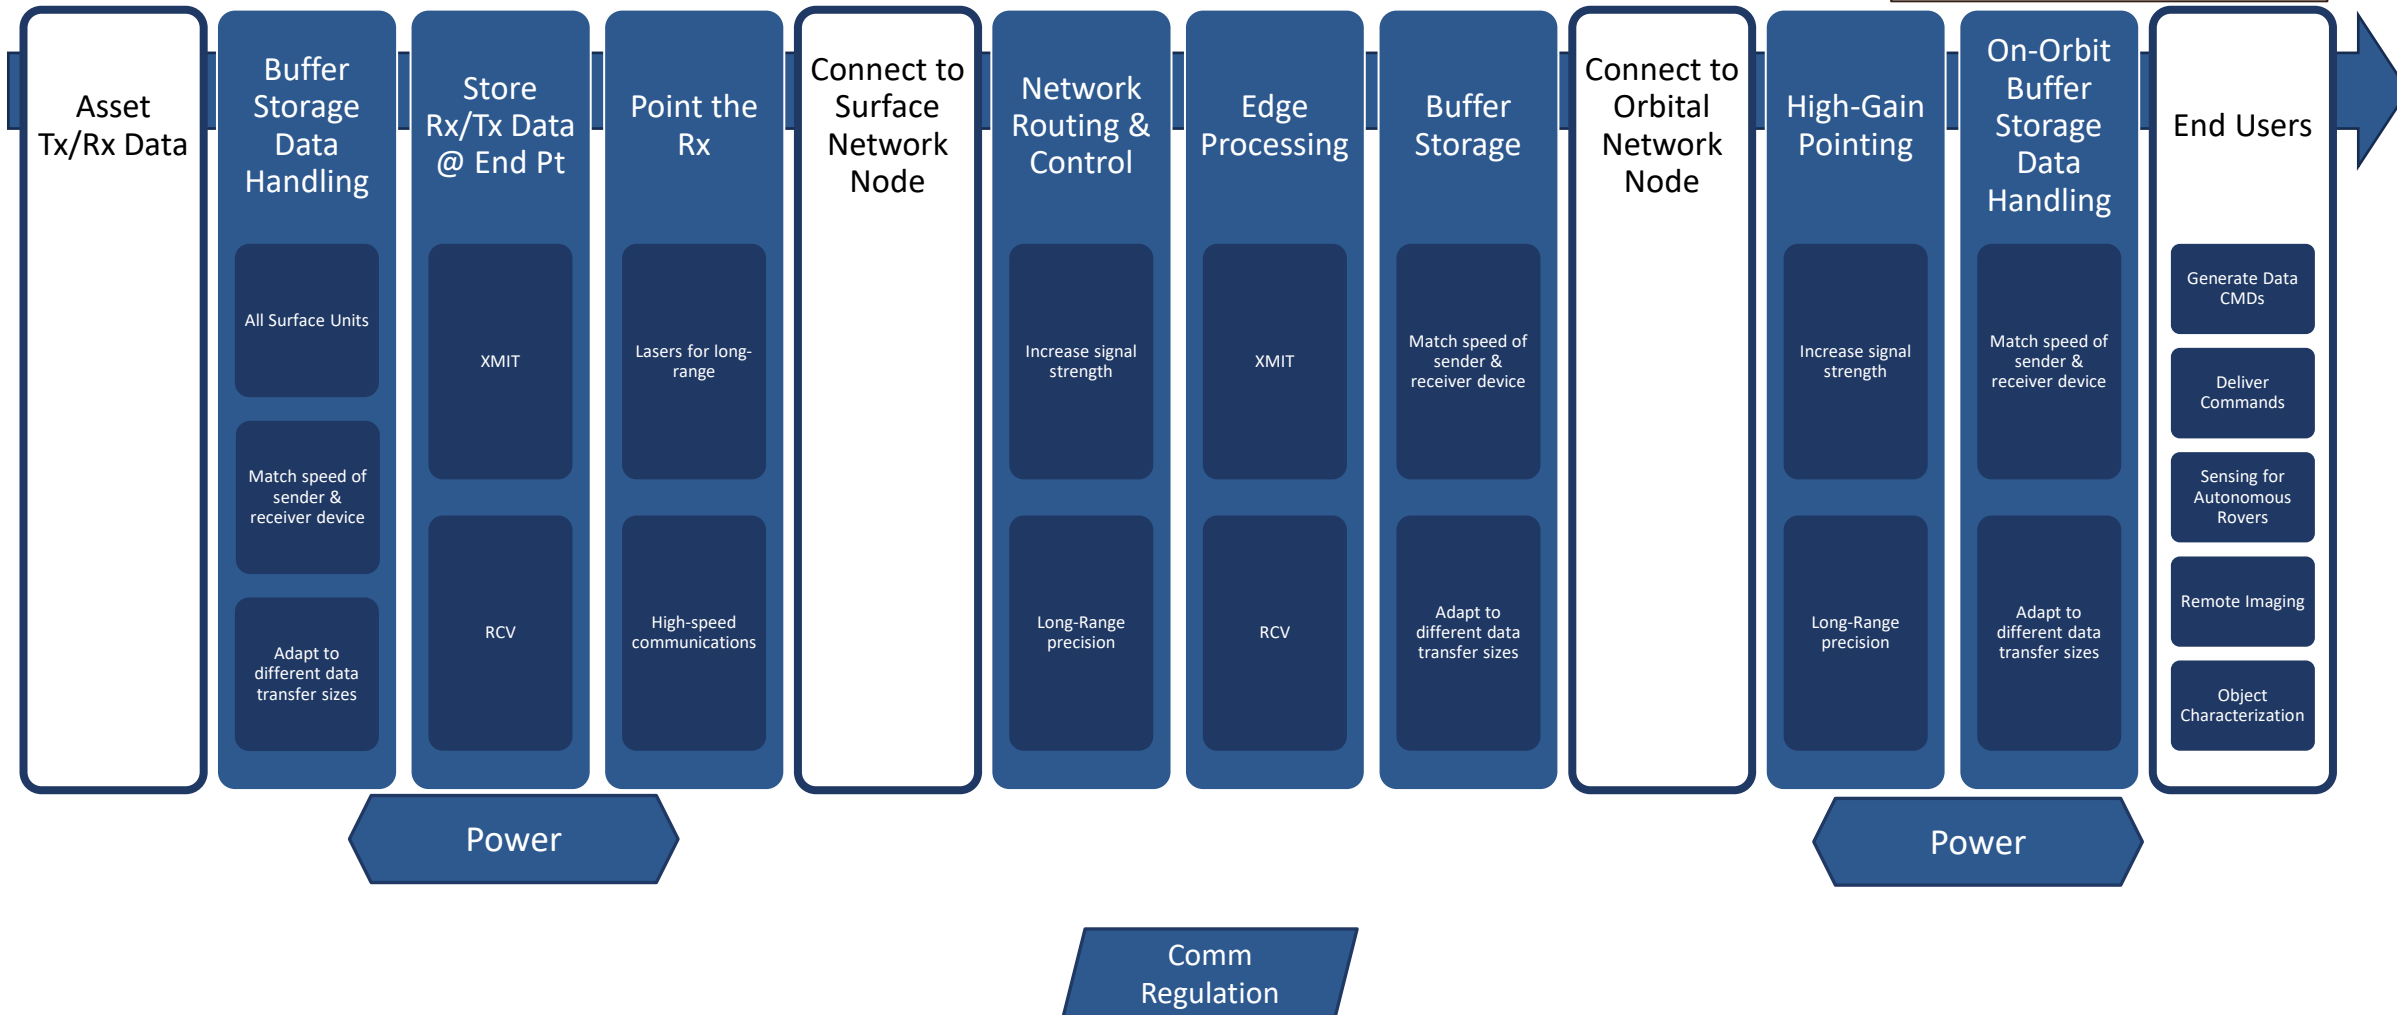 Asset
Tx/Rx Data
Buffer
Storage
Data
Handling
All Surface Units
Match speed of
sender &
receiver device
Adapt to
different data
transfer sizes
Store
Rx/Tx Data
@ End Pt
XMIT
RCV
Point the
Rx
Lasers for long-
range
High-speed
communications
Connect to
Surface
Network
Node
Network
Routing &
Control
Increase signal
strength
Long-Range
precision
Edge
Processing
XMIT
RCV
Buffer
Storage
Match speed of
sender &
receiver device
Adapt to
different data
transfer sizes
Connect to
Orbital
Network
Node
High-Gain
Pointing
Increase signal
strength
Long-Range
precision
On-Orbit
Buffer
Storage
Data
Handling
Match speed of
sender &
receiver device
Adapt to
different data
transfer sizes
End Users
Generate Data
CMDs
Deliver
Commands
Sensing for
Autonomous
Rovers
Remote Imaging
Object
Characterization
Power
Power
Comm
Regulation